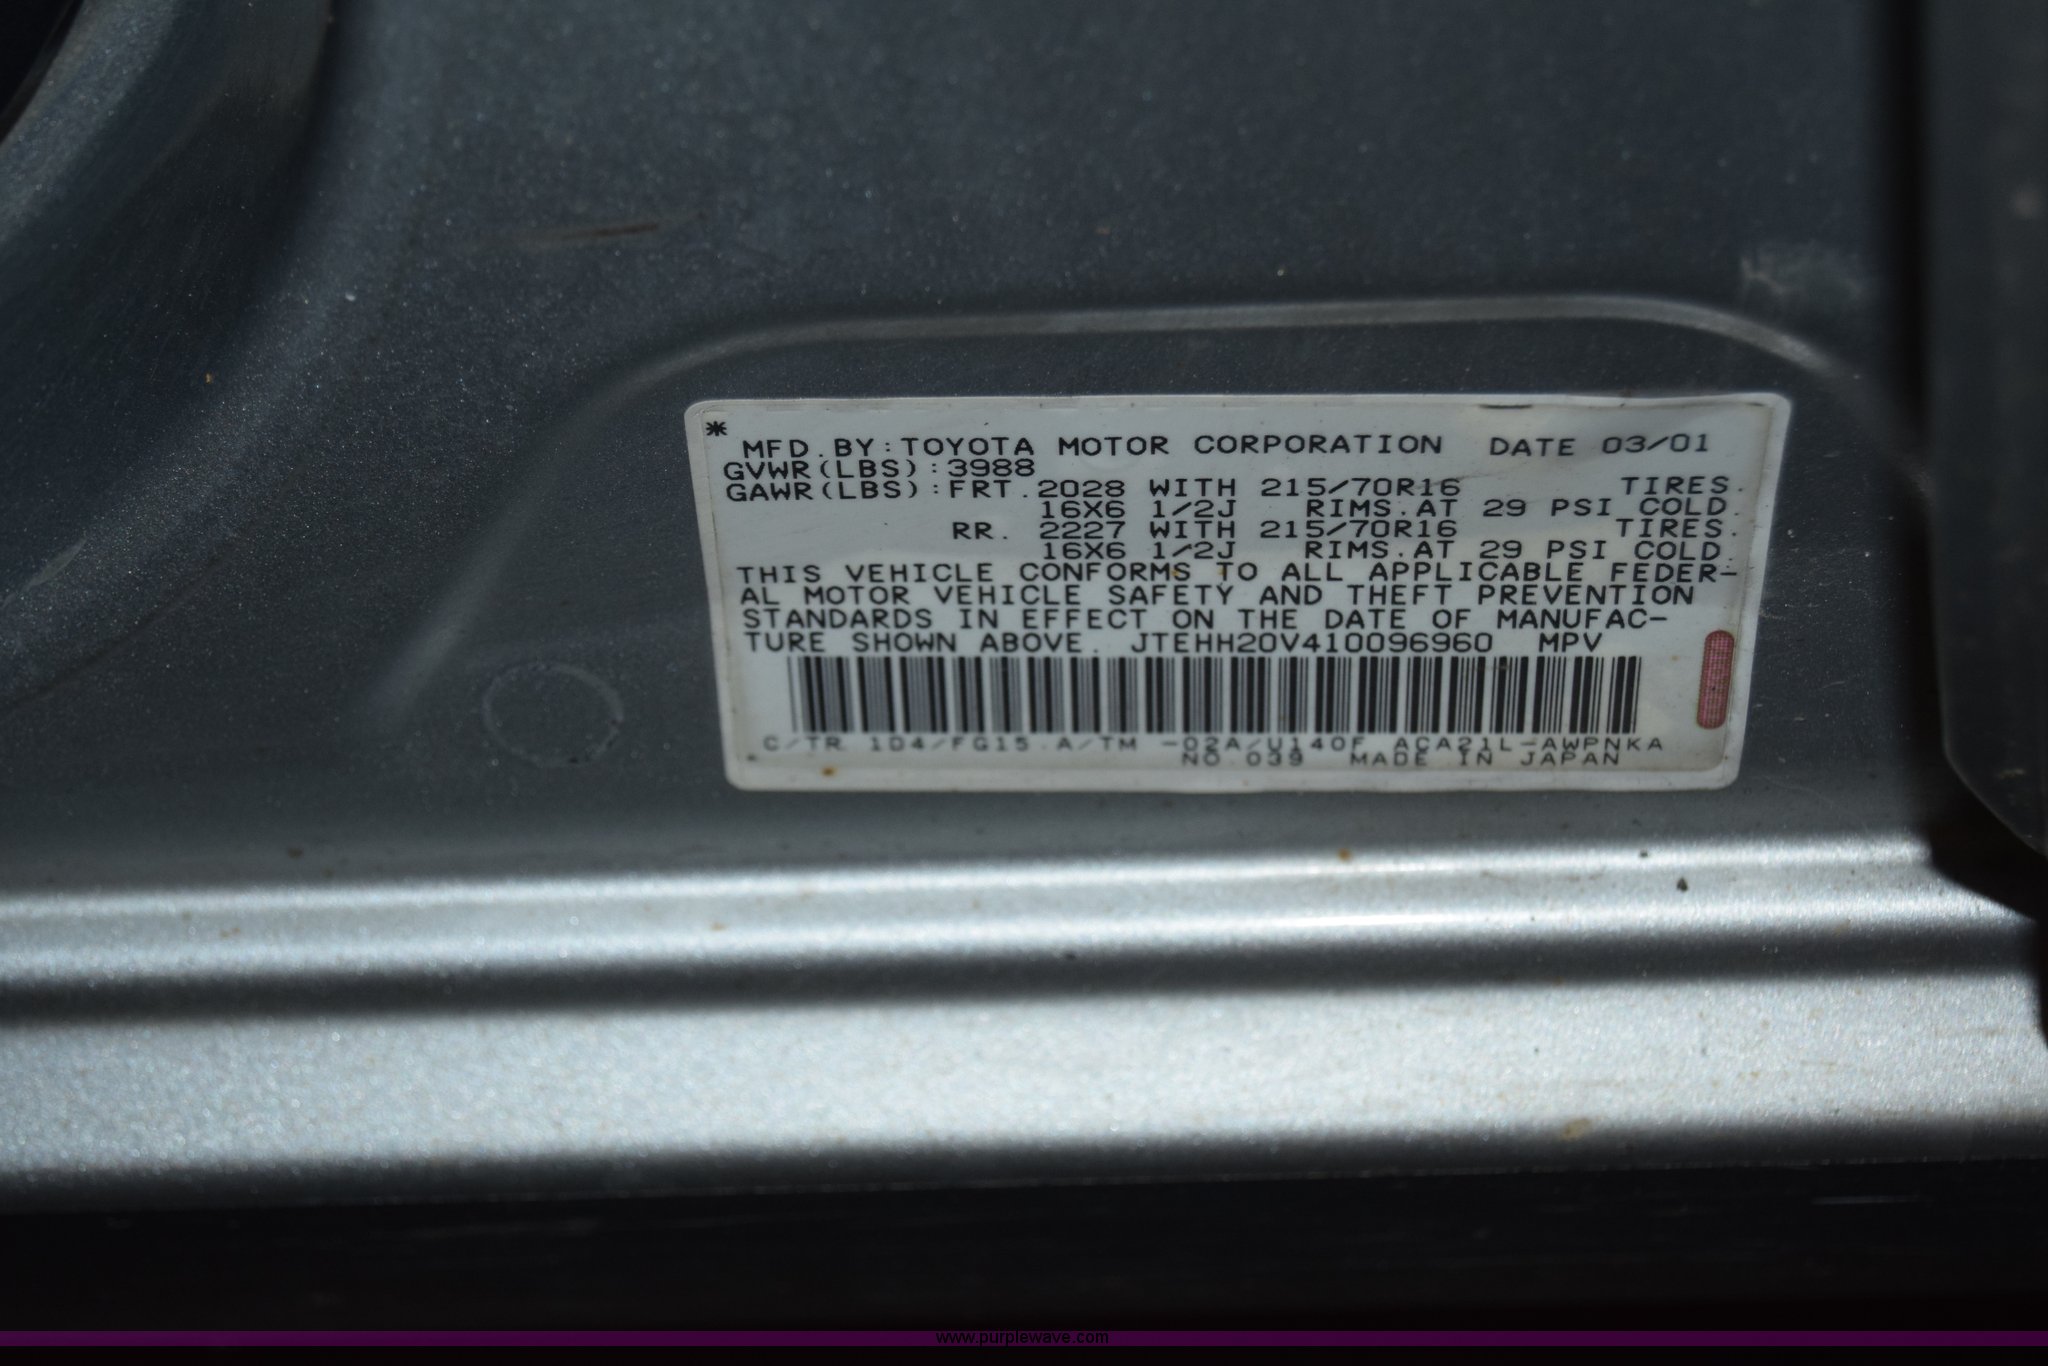 * MFD. BY: TOYOTA MOTOR CORPORATION DATE 03/01
GVWR(LBS): 3988
GAWR(LBS): FRT. 2028 WITH 215/70R16 TIRES.
16X6 1/2J RIMS. AT 29 PSI COLD.
RR. 2227 WITH 215/70R16 TIRES.
16X6 1/2J RIMS. AT 29 PSI COLD.
THIS VEHICLE CONFORMS TO ALL APPLICABLE FEDER-
AL MOTOR VEHICLE SAFETY AND THEFT PREVENTION
STANDARDS IN EFFECT ON THE DATE OF MANUFAC-
TURE SHOWN ABOVE. JTEHH20V410096960 MPV
C/TR. 1D4/FG15. A/TM -02A/U140F ACA21L-AWPNKA
NO. 039 MADE IN JAPAN
www.purplewave.com